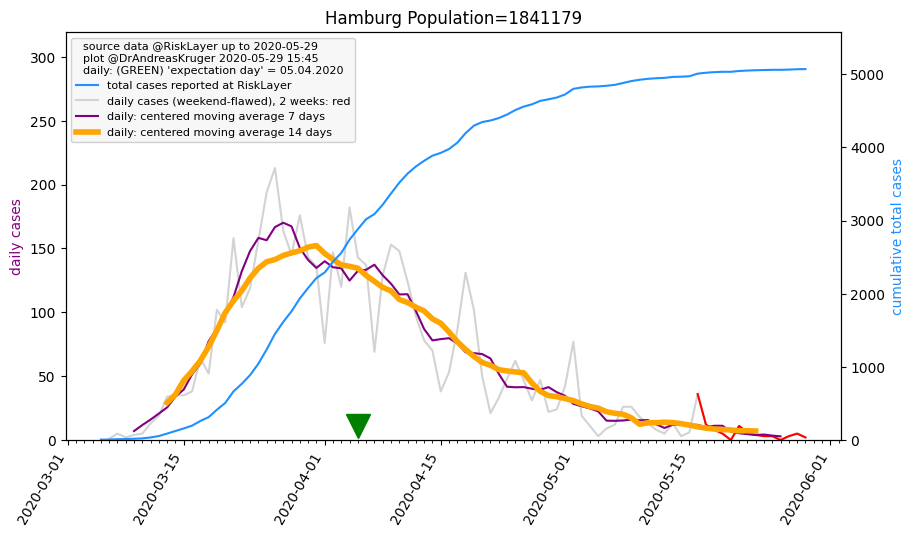 Hamburg Population=1841179
source data @RiskLayer up to 2020-05-29
plot @DrAndreasKruger 2020-05-29 15:45
daily: (GREEN) 'expectation day' = 05.04.2020
total cases reported at RiskLayer
daily cases (weekend-flawed), 2 weeks: red
daily: centered moving average 7 days
daily: centered moving average 14 days
daily cases
300
250
200
150
100
50
0
5000
4000
3000
2000
1000
0
cumulative total cases
2020-03-01
2020-03-15
2020-04-01
2020-04-15
2020-05-01
2020-05-15
2020-06-01